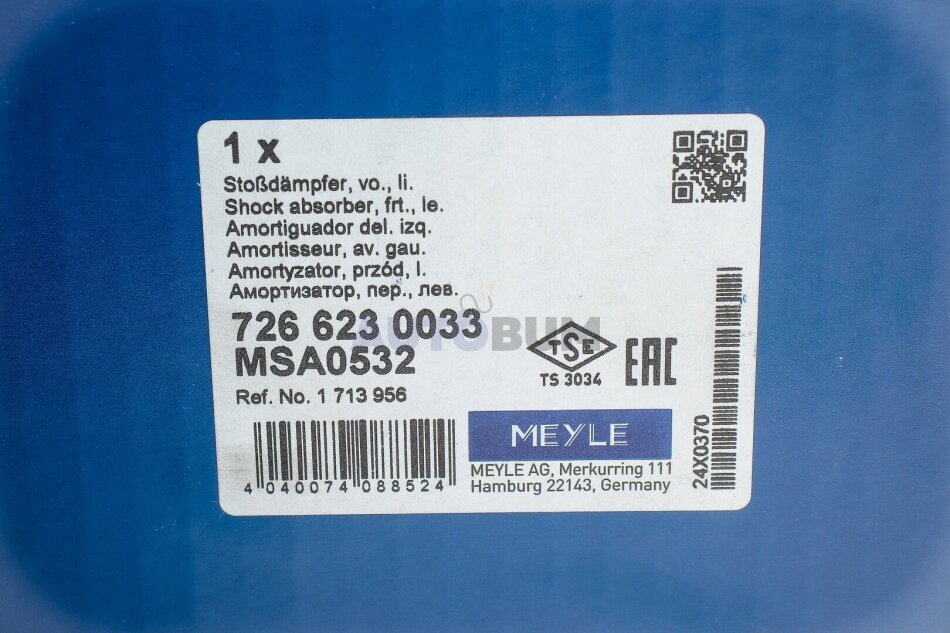 1 x
Stoßdämpfer, vo., li.
Shock absorber, frt., le.
Amortiguador del. izq.
Amortisseur, av. gau.
Amortyzator, przód, l.
Амортизатор, пер., лев.
726 623 0033
AUTOBUM
MSA0532
TSE
TS 3034
EAC
Ref. No. 1 713 956
MEYLE
MEYLE AG, Merkurring 111
Hamburg 22143, Germany
4 040074 088524
24X0370